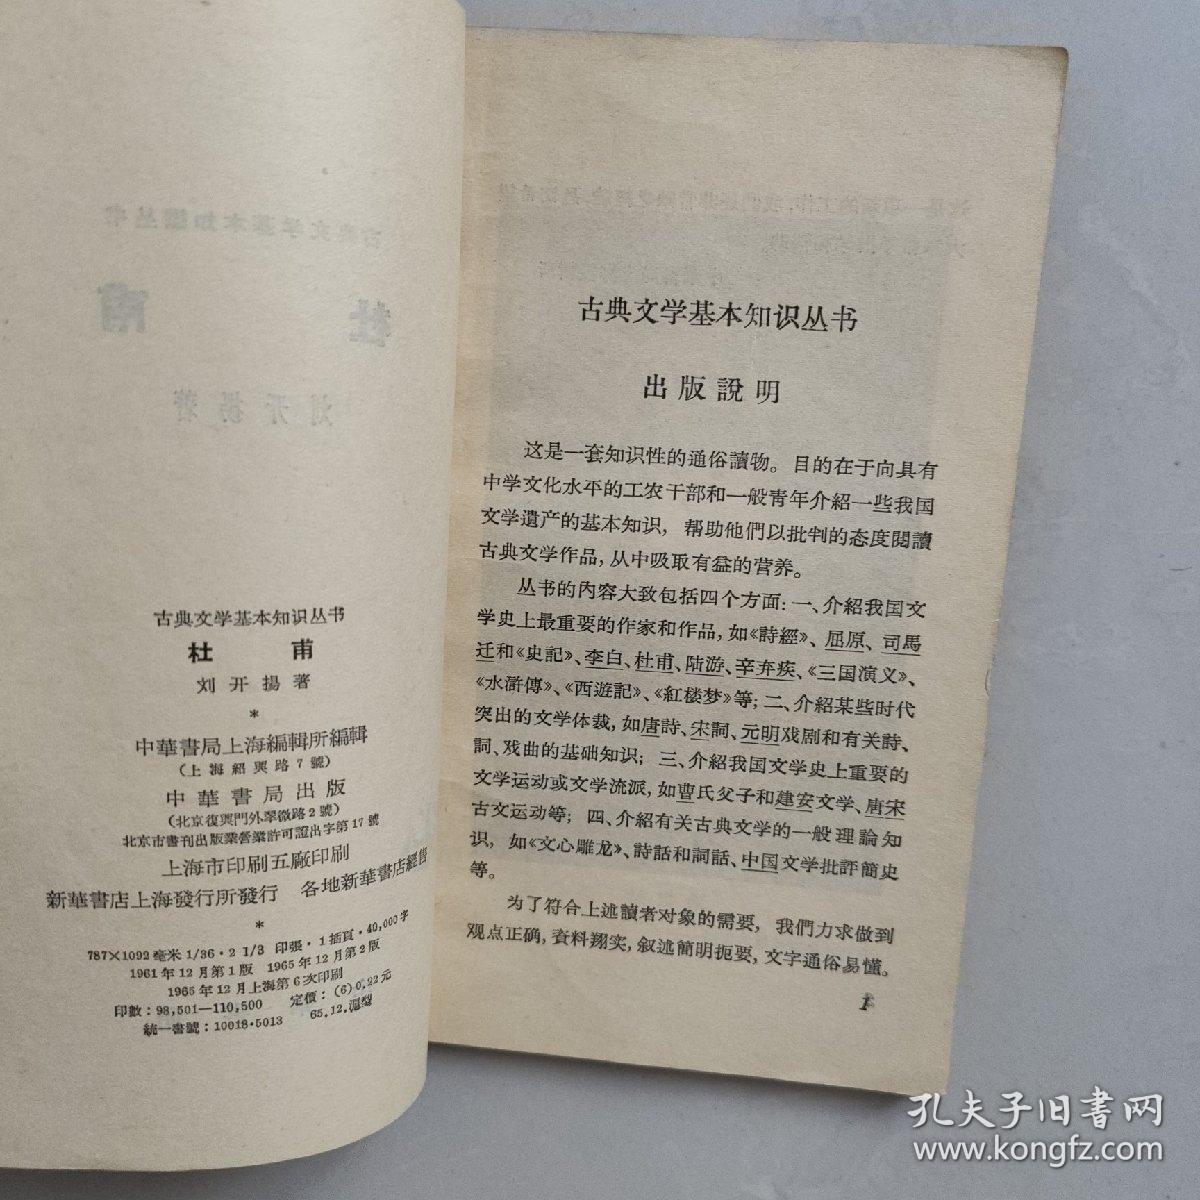 古典文学基本知识丛书
杜 甫
刘开揚著
*
中華書局上海編輯所編輯
(上海紹興路7號)
中華書局出版
(北京復興門外翠微路2號)
北京市書刊出版業營業許可證出字第17號
上海市印刷五廠印刷
新華書店上海發行所發行 各地新華書店經售
*
787×1092毫米 1/36·2 1/3 印張·1插頁·40,000字
1961年12月第1版 1965年12月第2版
1965年12月上海第6次印刷
印數:98,501—110,500 定價:(6)0.22元
統一書號:10018·5013 65.12.滬型
古典文学基本知识丛书
出版說明
这是一套知识性的通俗讀物。目的在于向具有
中学文化水平的工农干部和一般青年介紹一些我国
文学遺产的基本知识,帮助他們以批判的态度閱讀
古典文学作品,从中吸取有益的营养。
丛书的內容大致包括四个方面:一、介紹我国文
学史上最重要的作家和作品,如《詩經》、屈原、司馬
迁和《史記》、李白、杜甫、陆游、辛弃疾、《三国演义》、
《水滸傳》、《西遊記》、《紅楼梦》等;二、介紹某些时代
突出的文学体裁,如唐詩、宋詞、元明戏剧和有关詩、
詞、戏曲的基础知识;三、介紹我国文学史上重要的
文学运动或文学流派,如曹氏父子和建安文学、唐宋
古文运动等;四、介紹有关古典文学的一般理論知
识,如《文心雕龙》、詩話和詞話、中国文学批評簡史
等。
为了符合上述讀者对象的需要,我們力求做到
观点正确,資料翔实,叙述簡明扼要,文字通俗易懂。
1
孔夫子旧書网
www.kongfz.com